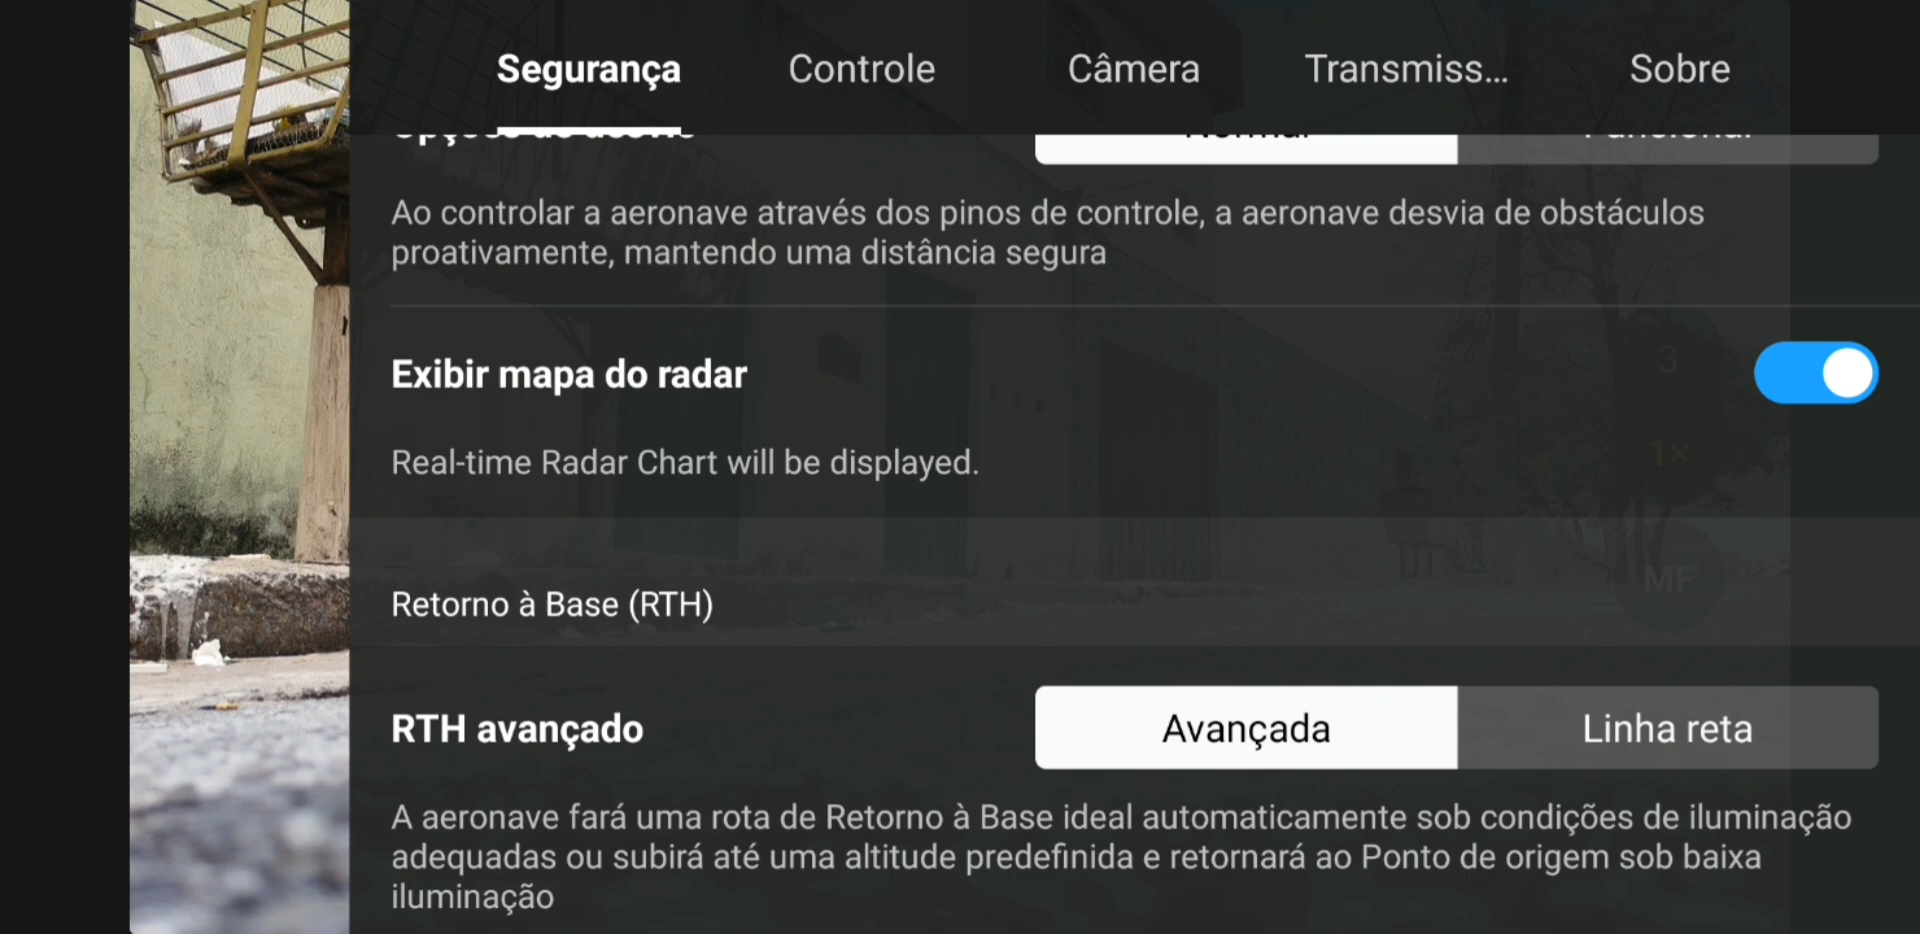 Segurança
Controle
Câmera
Transmiss...
Sobre
Ao controlar a aeronave através dos pinos de controle, a aeronave desvia de obstáculos
proativamente, mantendo uma distância segura
Exibir mapa do radar
3
Real-time Radar Chart will be displayed.
1×
MF
Retorno à Base (RTH)
RTH avançado
Avançada
Linha reta
A aeronave fará uma rota de Retorno à Base ideal automaticamente sob condições de iluminação
adequadas ou subirá até uma altitude predefinida e retornará ao Ponto de origem sob baixa
iluminação